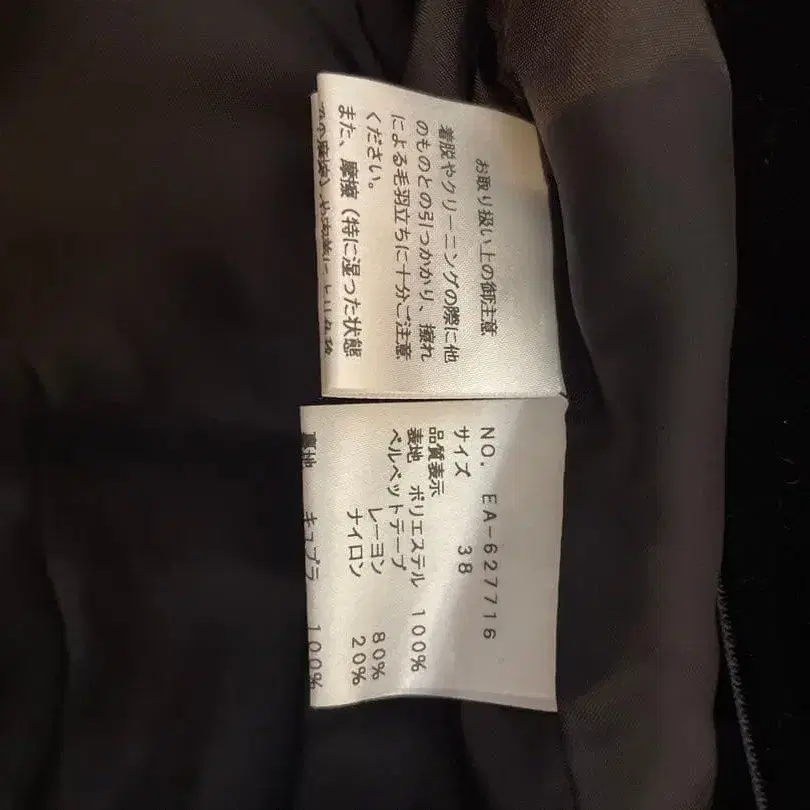 お取り扱い上の御注意
着脱やクリーニングの際に他
のものとの引っかかり、擦れ
による毛羽立ちに十分ご注意
ください。
また、摩擦（特に湿った状態
NO. EA-627716
サイズ 38
品質表示
表地 ポリエステル 100%
ベルベットテープ
レーヨン 80%
ナイロン 20%
裏地 キュプラ 100%